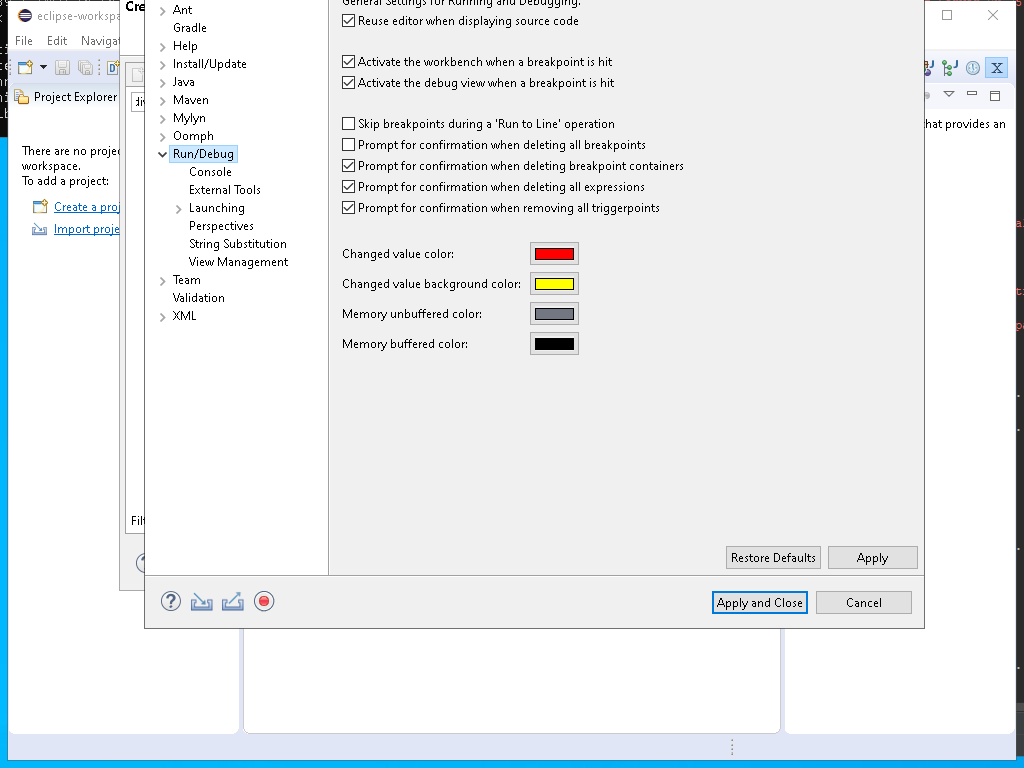 eclipse-workspa
Cre
File Edit Navigat
Project Explorer
There are no projec
workspace.
To add a project:
Create a proj
Import proje
Ant
Gradle
Help
Install/Update
Java
Maven
Mylyn
Oomph
Run/Debug
Console
External Tools
Launching
Perspectives
String Substitution
View Management
Team
Validation
XML
General Settings for Running and Debugging.
Reuse editor when displaying source code
Activate the workbench when a breakpoint is hit
Activate the debug view when a breakpoint is hit
Skip breakpoints during a 'Run to Line' operation
Prompt for confirmation when deleting all breakpoints
Prompt for confirmation when deleting breakpoint containers
Prompt for confirmation when deleting all expressions
Prompt for confirmation when removing all triggerpoints
Changed value color:
Changed value background color:
Memory unbuffered color:
Memory buffered color:
Restore Defaults Apply
Apply and Close Cancel
that provides an
Filt